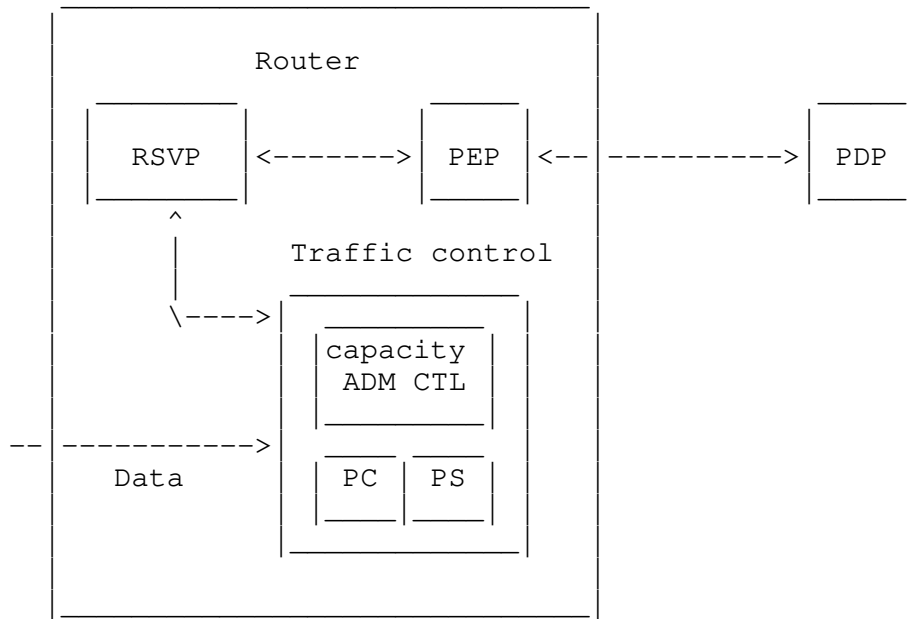 Router
RSVP PEP PDP
Traffic control
capacity
ADM CTL
Data
PC PS